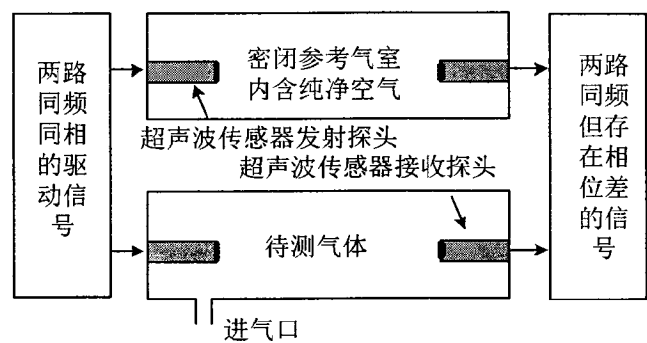 两路
同频
同相
的驱
动信
号
密闭参考气室
内含纯净空气
超声波传感器发射探头
超声波传感器接收探头
待测气体
进气口
两路
同频
但存
在相
位差
的信
号